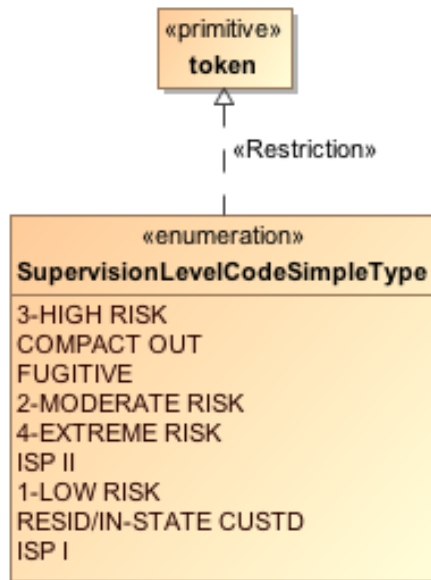 «primitive»
token
«Restriction»
«enumeration»
SupervisionLevelCodeSimpleType
3-HIGH RISK
COMPACT OUT
FUGITIVE
2-MODERATE RISK
4-EXTREME RISK
ISP II
1-LOW RISK
RESID/IN-STATE CUSTD
ISP I